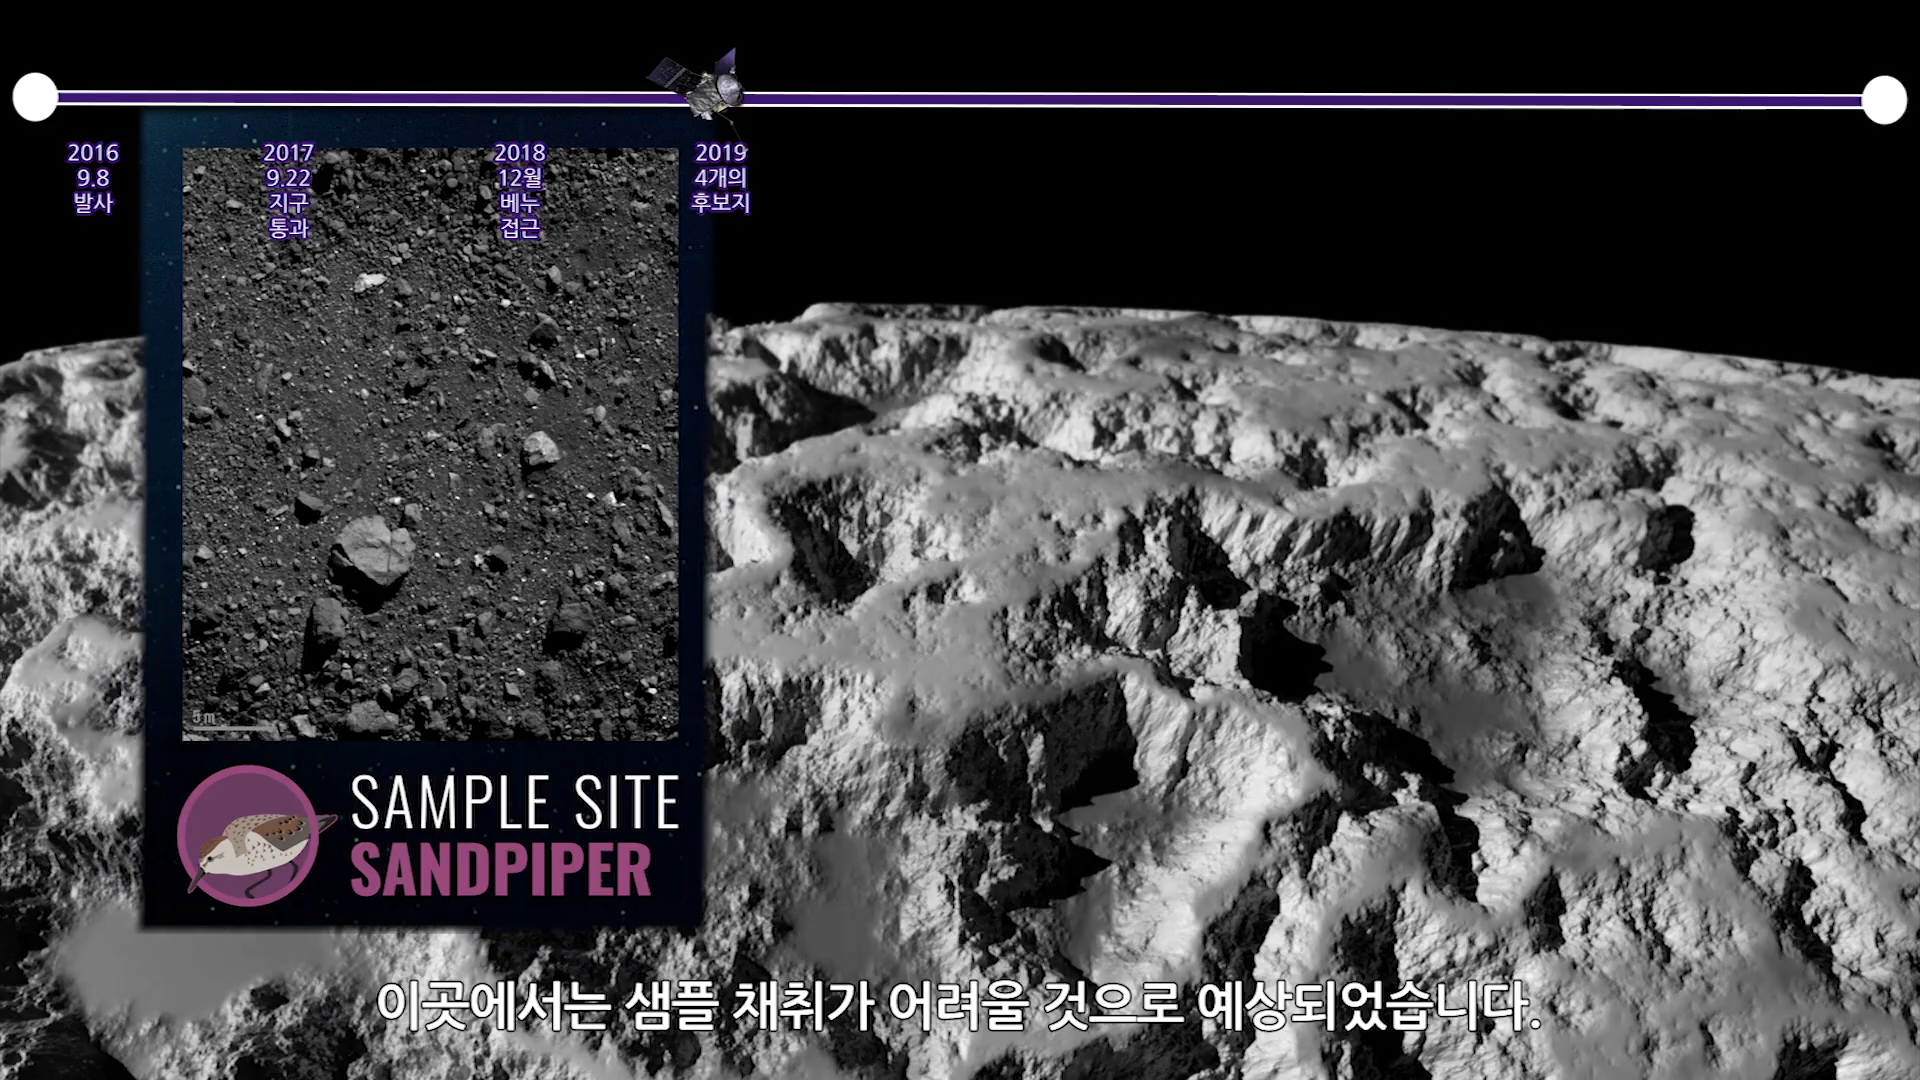 2016
9.8
발사
2017
9.22
지구
통과
2018
12월
베누
접근
2019
4개의
후보지
5 m
SAMPLE SITE
SANDPIPER
이곳에서는 샘플 채취가 어려울 것으로 예상되었습니다.